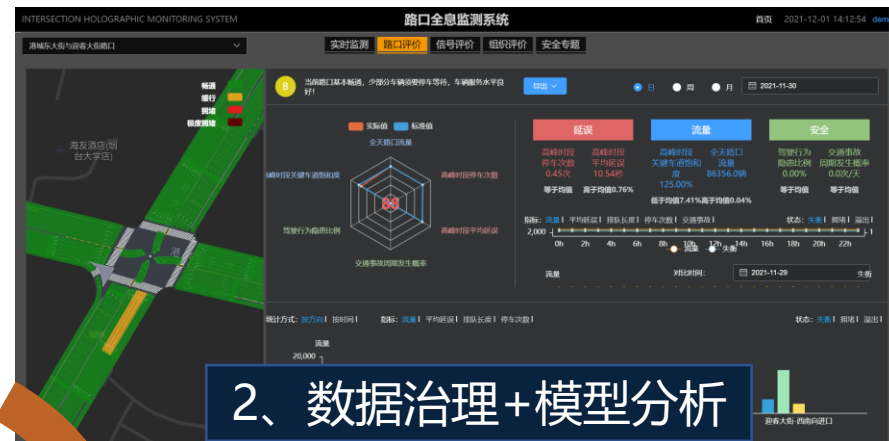 INTERSECTION HOLOGRAPHIC MONITORING SYSTEM
路口全息监测系统
首页 2021-12-01 14:12:54 dem
港城东大街与迎春大街路口
实时监测 路口评价 信号评价 组织评价 安全专题
畅通
缓行
拥堵
极度拥堵
海友酒店(烟
台大学店)
港
B
当前路口基本畅通，少部分车辆须要停车等待，车辆服务水平良
好!
导出
日 周 月 2021-11-30
实际值 标准值
全天路口流量
峰时段关键车道饱和度
高峰时段停车次数
88
驾驶行为隐患比例
高峰时段平均延误
交通事故周期发生概率
延误 流量 安全
高峰时段 高峰时段 高峰时段 全天路口 驾驶行为 交通事故
停车次数 平均延误 关键车道饱和 流量 隐患比例 周期发生概率
0.45次 10.54秒 度 86356.0辆 0.00% 0.0次/天
125.00%
等于均值 高于均值0.76% 等于均值 等于均值
低于均值7.41% 高于均值0.04%
指标: 流量 | 平均延误 | 排队长度 | 停车次数 | 交通事故 | 状态: 失衡 | 拥堵 | 溢出 |
2,000 1
0h 2h 4h 6h 8h 10h 12h 14h 16h 18h 20h 22h
流量 失衡
流量 对比时间: 2021-11-29 失衡
统计方式: 按方向 | 按时间 | 指标: 流量 | 平均延误 | 排队长度 | 停车次数 | 状态: 失衡 | 拥堵 | 溢出 |
流量
20,000
迎春大街-西南向进口
2、数据治理+模型分析